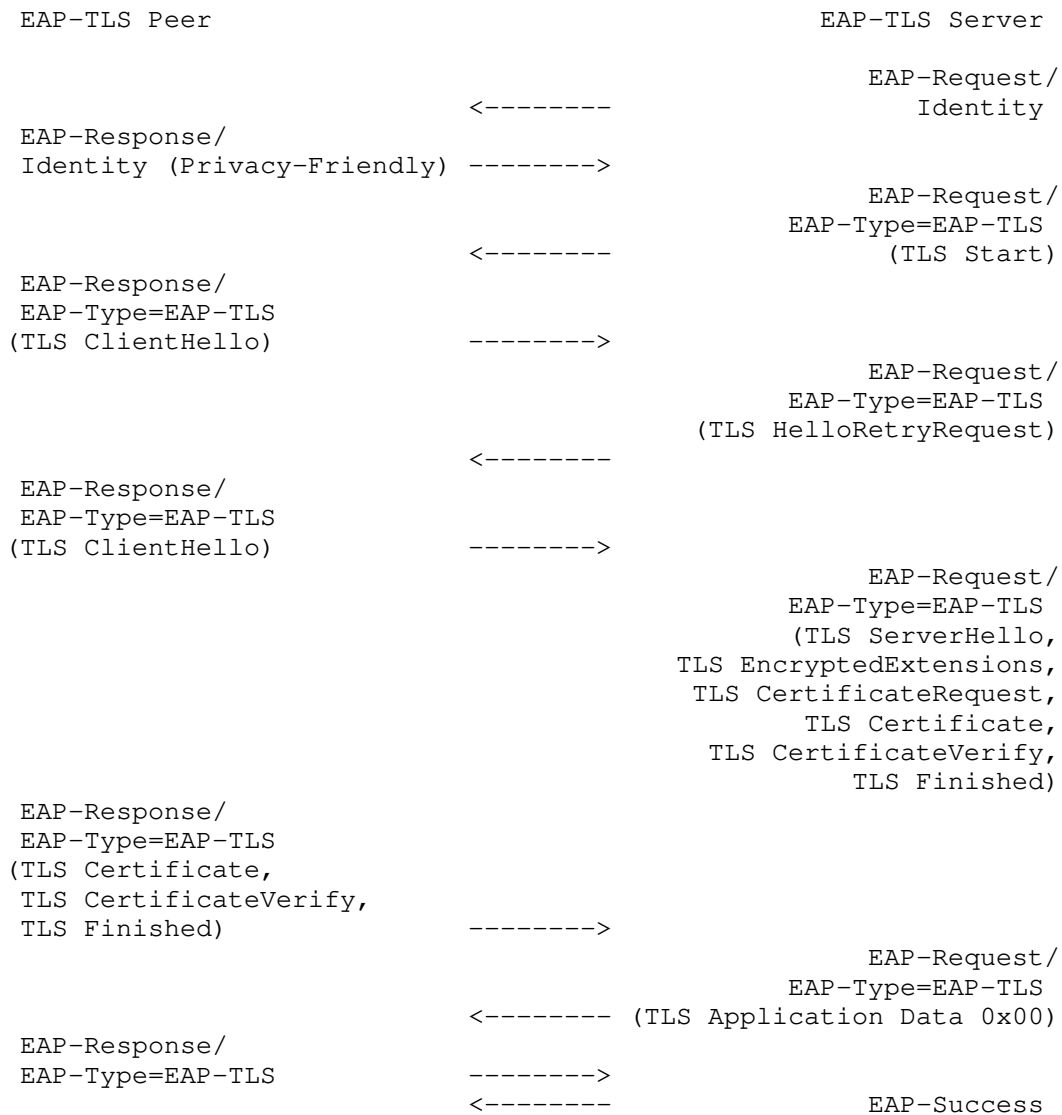 EAP-TLS Peer                                      EAP-TLS Server
EAP-Request/
<--------                   Identity
EAP-Response/
Identity (Privacy-Friendly) -------->
EAP-Request/
EAP-Type=EAP-TLS
<--------                 (TLS Start)
EAP-Response/
EAP-Type=EAP-TLS
(TLS ClientHello)           -------->
EAP-Request/
EAP-Type=EAP-TLS
(TLS HelloRetryRequest)
<--------
EAP-Response/
EAP-Type=EAP-TLS
(TLS ClientHello)           -------->
EAP-Request/
EAP-Type=EAP-TLS
(TLS ServerHello,
TLS EncryptedExtensions,
TLS CertificateRequest,
TLS Certificate,
TLS CertificateVerify,
TLS Finished)
EAP-Response/
EAP-Type=EAP-TLS
(TLS Certificate,
TLS CertificateVerify,
TLS Finished)               -------->
EAP-Request/
EAP-Type=EAP-TLS
<-------- (TLS Application Data 0x00)
EAP-Response/
EAP-Type=EAP-TLS            -------->
<--------                EAP-Success